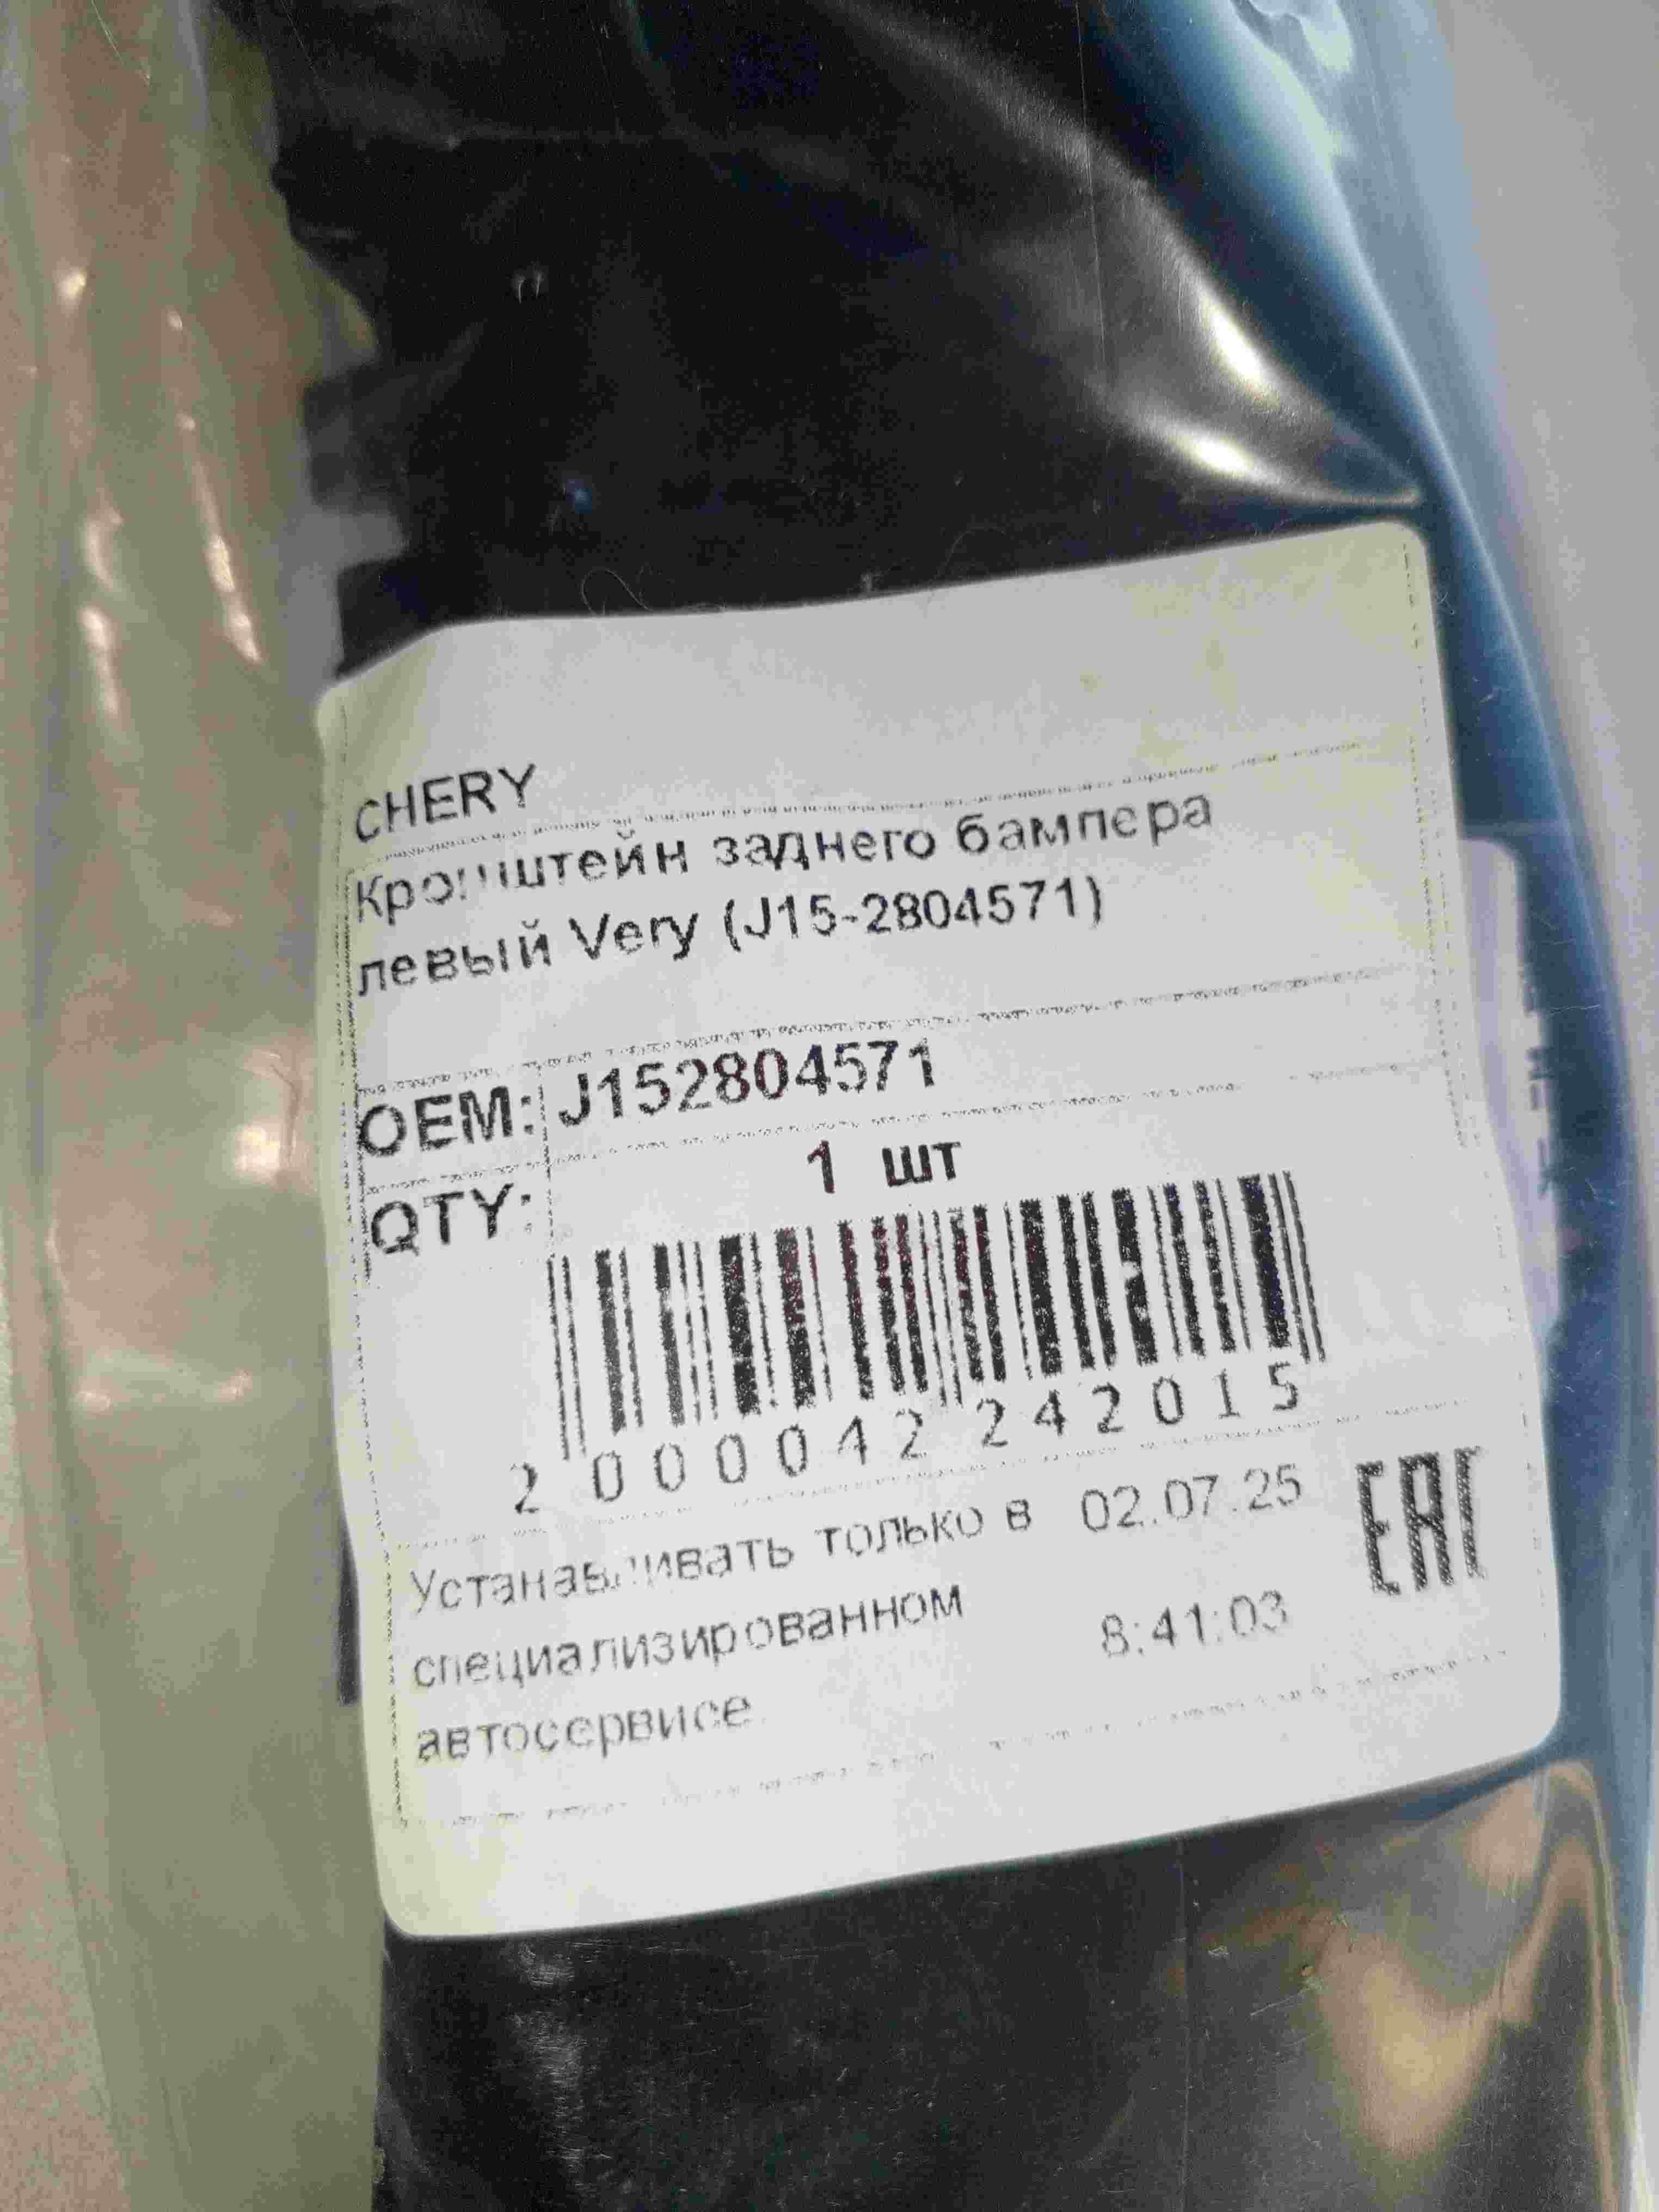 CHERY
Кронштейн заднего бампера
левый Very (J15-2804571)
OEM: J152804571
QTY: 1 шт
2 000042 242015
Устанавливать только в 02.07.25
специализированном 8:41:03
автосервисе
EAC